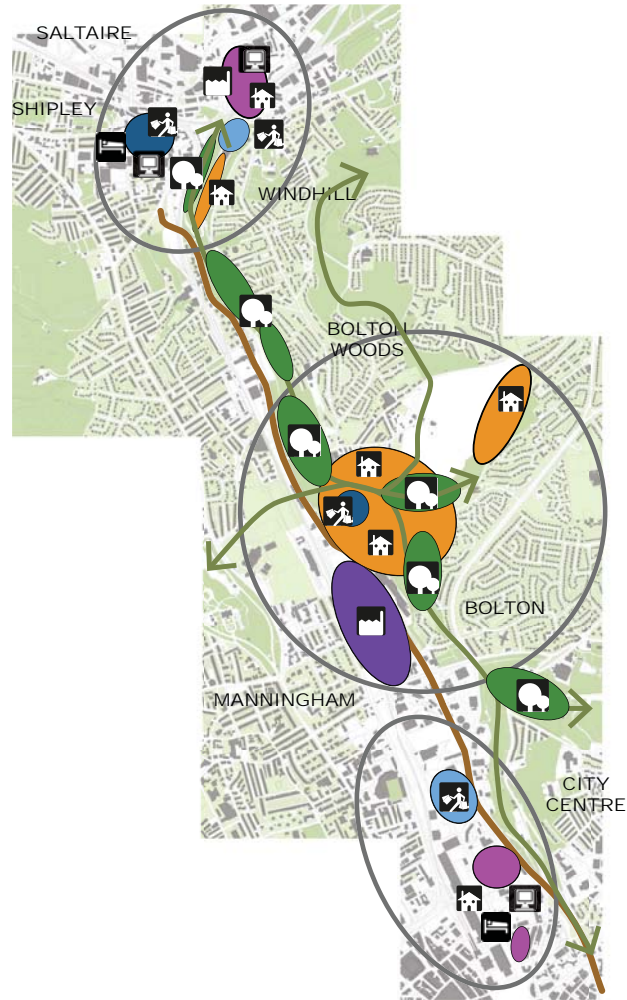 SALTAIRE
SHIPLEY
WINDHILL
BOLTON
WOODS
BOLTON
MANNINGHAM
CITY
CENTRE